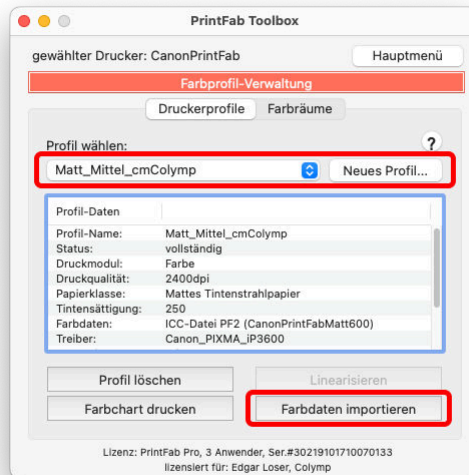 PrintFab Toolbox
gewählter Drucker: CanonPrintFab
Hauptmenü
Farbprofil-Verwaltung
Druckerprofile
Farbräume
Profil wählen:
?
Matt_Mittel_cmColymp
Neues Profil...
Profil-Daten
Profil-Name: Matt_Mittel_cmColymp
Status: vollständig
Druckmodul: Farbe
Druckqualität: 2400dpi
Papierklasse: Mattes Tintenstrahlpapier
Tintensättigung: 250
Farbdaten: ICC-Datei PF2 (CanonPrintFabMatt600)
Treiber: Canon_PIXMA_iP3600
Profil löschen
Linearisieren
Farbchart drucken
Farbdaten importieren
Lizenz: PrintFab Pro, 3 Anwender, Ser.#30219101710070133
lizensiert für: Edgar Loser, Colymp